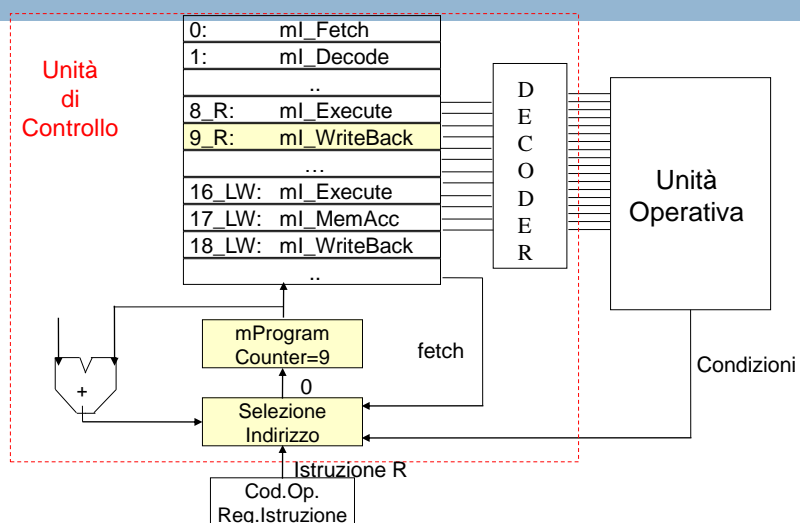 0: mI_Fetch
1: mI_Decode
..
8_R: mI_Execute
9_R: mI_WriteBack
...
16_LW: mI_Execute
17_LW: mI_MemAcc
18_LW: mI_WriteBack
..
Unità
di
Controllo
D
E
C
O
D
E
R
Unità
Operativa
mProgram
Counter=9
fetch
Condizioni
+
0
Selezione
Indirizzo
Istruzione R
Cod.Op.
Reg.Istruzione